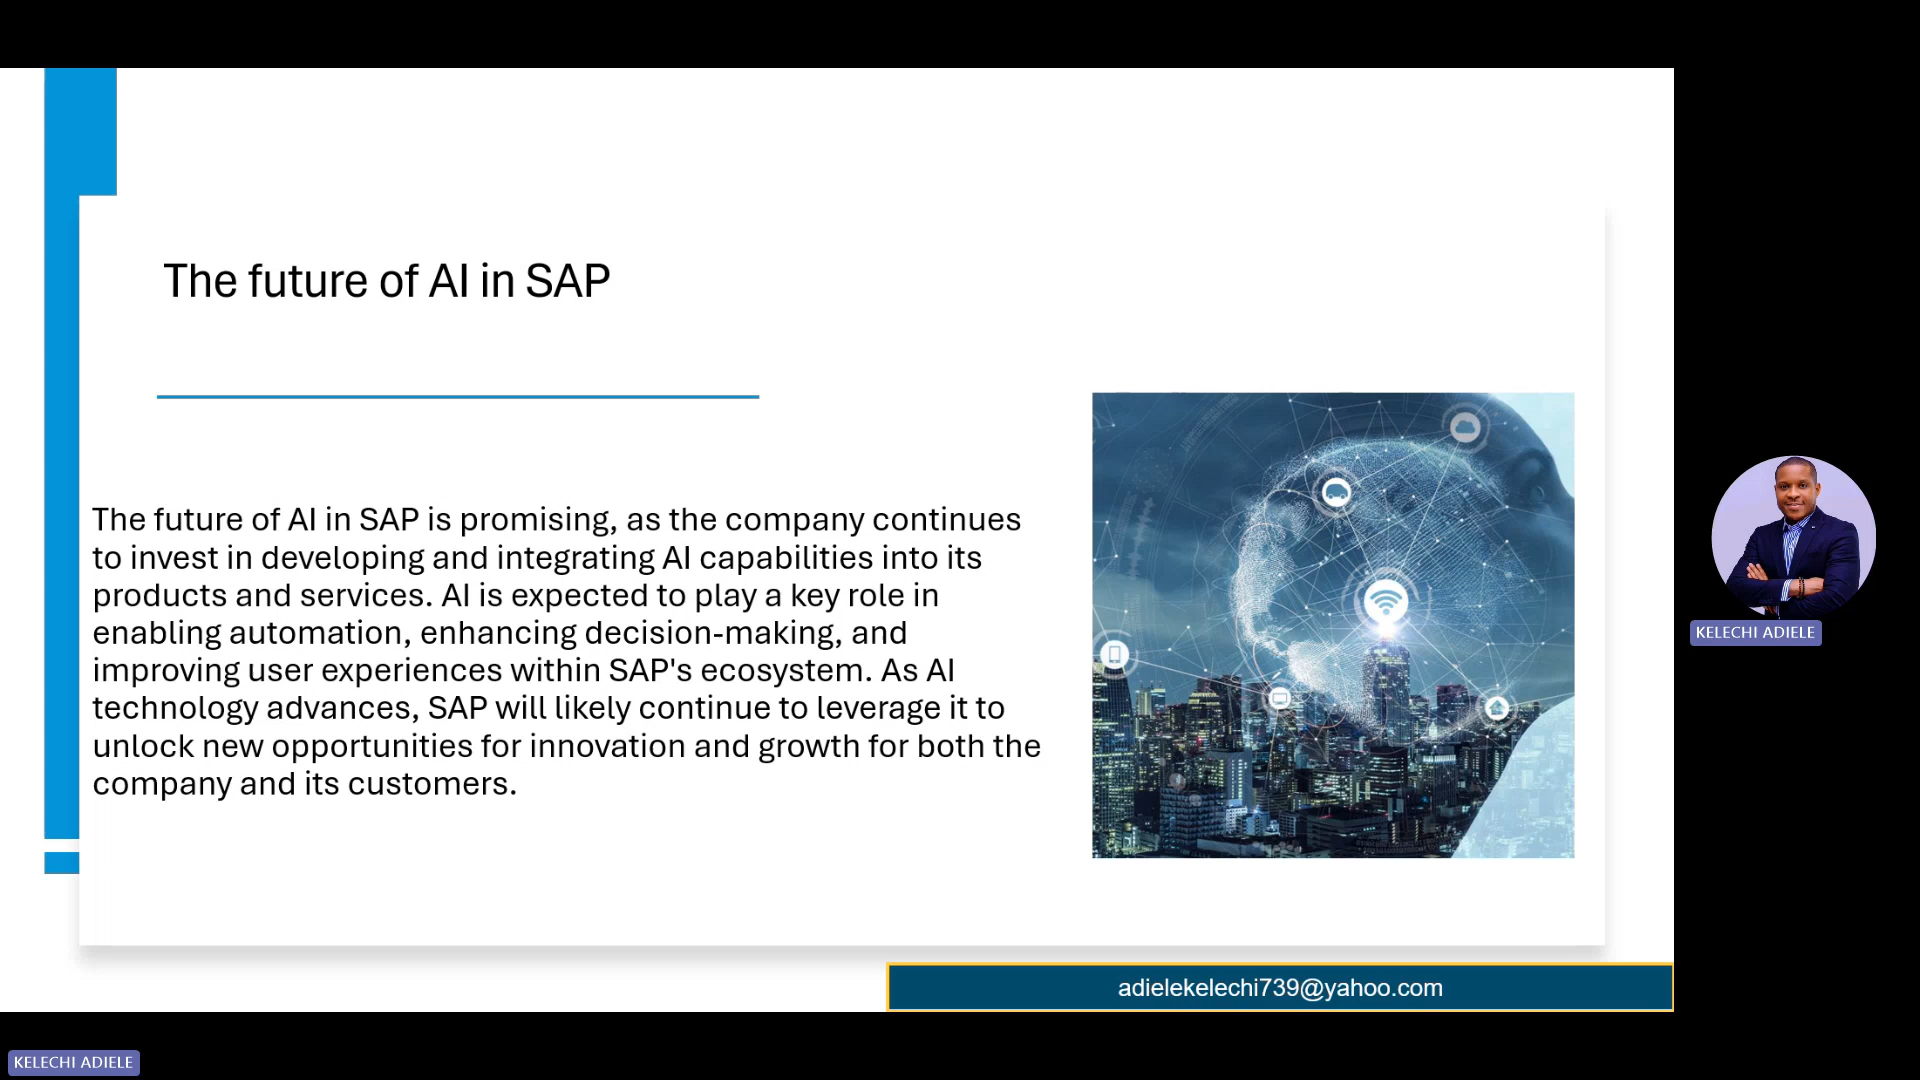 The future of AI in SAP
The future of AI in SAP is promising, as the company continues
to invest in developing and integrating AI capabilities into its
products and services. AI is expected to play a key role in
enabling automation, enhancing decision-making, and
improving user experiences within SAP's ecosystem. As AI
technology advances, SAP will likely continue to leverage it to
unlock new opportunities for innovation and growth for both the
company and its customers.
KELECHI ADIELE
adielekelechi739@yahoo.com
KELECHI ADIELE